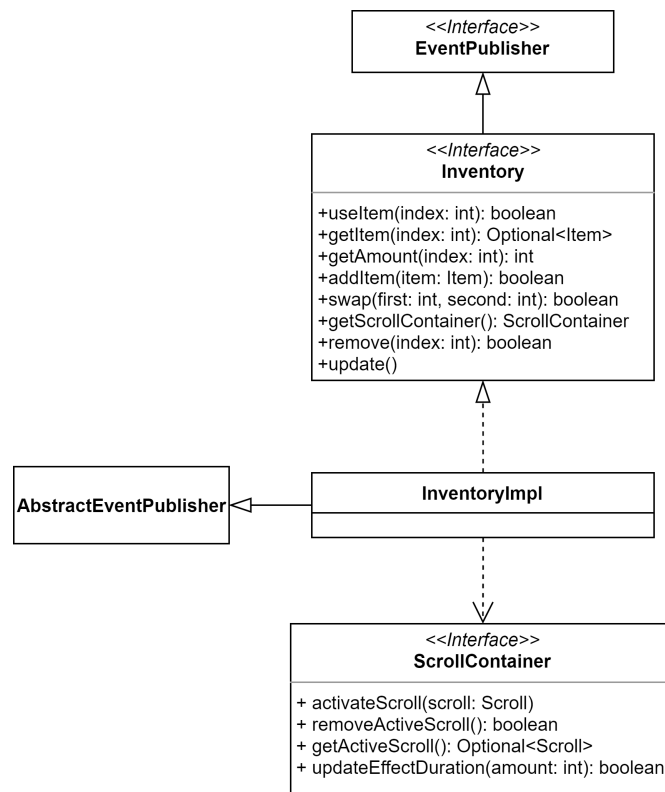 <<Interface>>
EventPublisher
<<Interface>>
Inventory
+useItem(index: int): boolean
+getItem(index: int): Optional<Item>
+getAmount(index: int): int
+addItem(item: Item): boolean
+swap(first: int, second: int): boolean
+getScrollContainer(): ScrollContainer
+remove(index: int): boolean
+update()
AbstractEventPublisher
InventoryImpl
<<Interface>>
ScrollContainer
+ activateScroll(scroll: Scroll)
+ removeActiveScroll(): boolean
+ getActiveScroll(): Optional<Scroll>
+ updateEffectDuration(amount: int): boolean